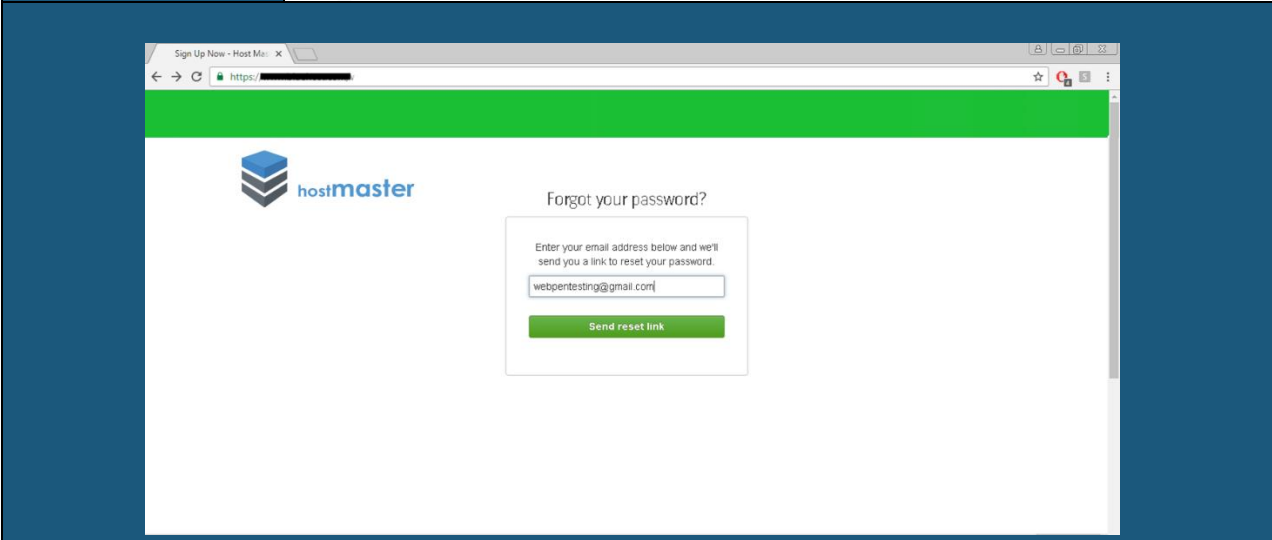 Sign Up Now - Host Mas
https:/
hostmaster
Forgot your password?
Enter your email address below and we'll
send you a link to reset your password.
webpentesting@gmail.com
Send reset link